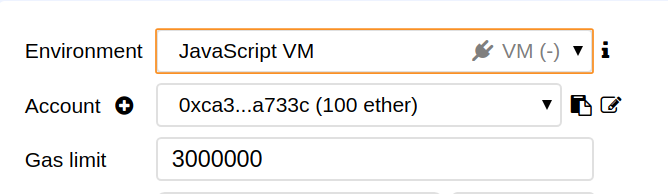 Environment JavaScript VM VM (-)
Account 0xca3...a733c (100 ether)
Gas limit 3000000